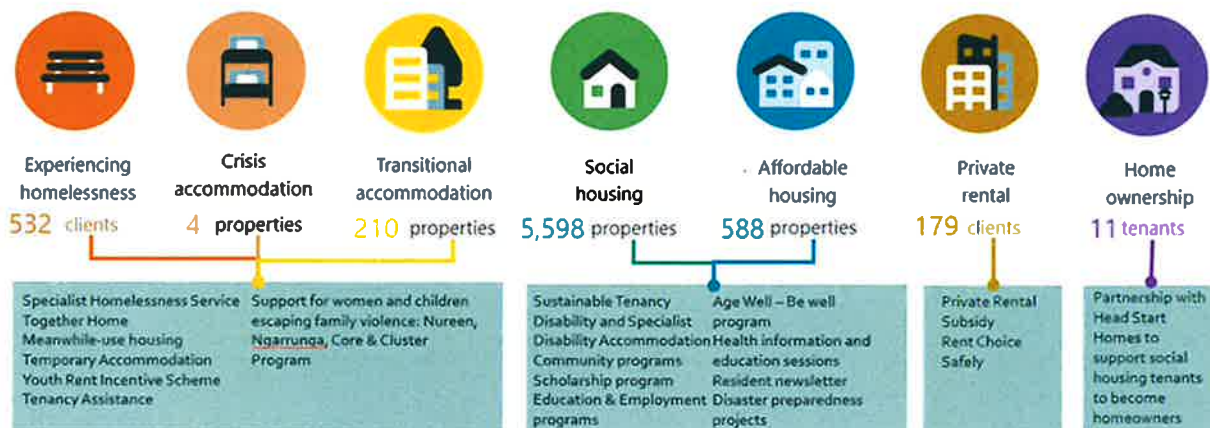 Experiencing
homelessness
532 clients
Crisis
accommodation
4 properties
Transitional
accommodation
210 properties
Social
housing
5,598 properties
Affordable
housing
588 properties
Private
rental
179 clients
Home
ownership
11 tenants
Specialist Homelessness Service
Together Home
Meanwhile-use housing
Temporary Accommodation
Youth Rent Incentive Scheme
Tenancy Assistance
Support for women and children
escaping family violence: Nureen,
Ngarrunga, Core & Cluster
Program
Sustainable Tenancy
Disability and Specialist
Disability Accommodation
Community programs
Scholarship program
Education & Employment
programs
Age Well – Be well
program
Health information and
education sessions
Resident newsletter
Disaster preparedness
projects
Private Rental
Subsidy
Rent Choice
Safely
Partnership with
Head Start
Homes to
support social
housing tenants
to become
homeowners